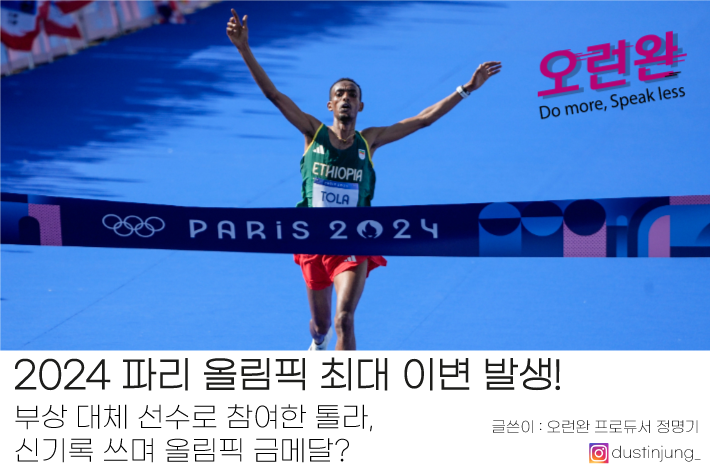 오런완
Do more, Speak less
ETHIOPIA
TOLA
PARIS 2024
2024 파리 올림픽 최대 이변 발생!
부상 대체 선수로 참여한 톨라,
신기록 쓰며 올림픽 금메달?
글쓴이 : 오런완 프로듀서 정명기
dustinjung_